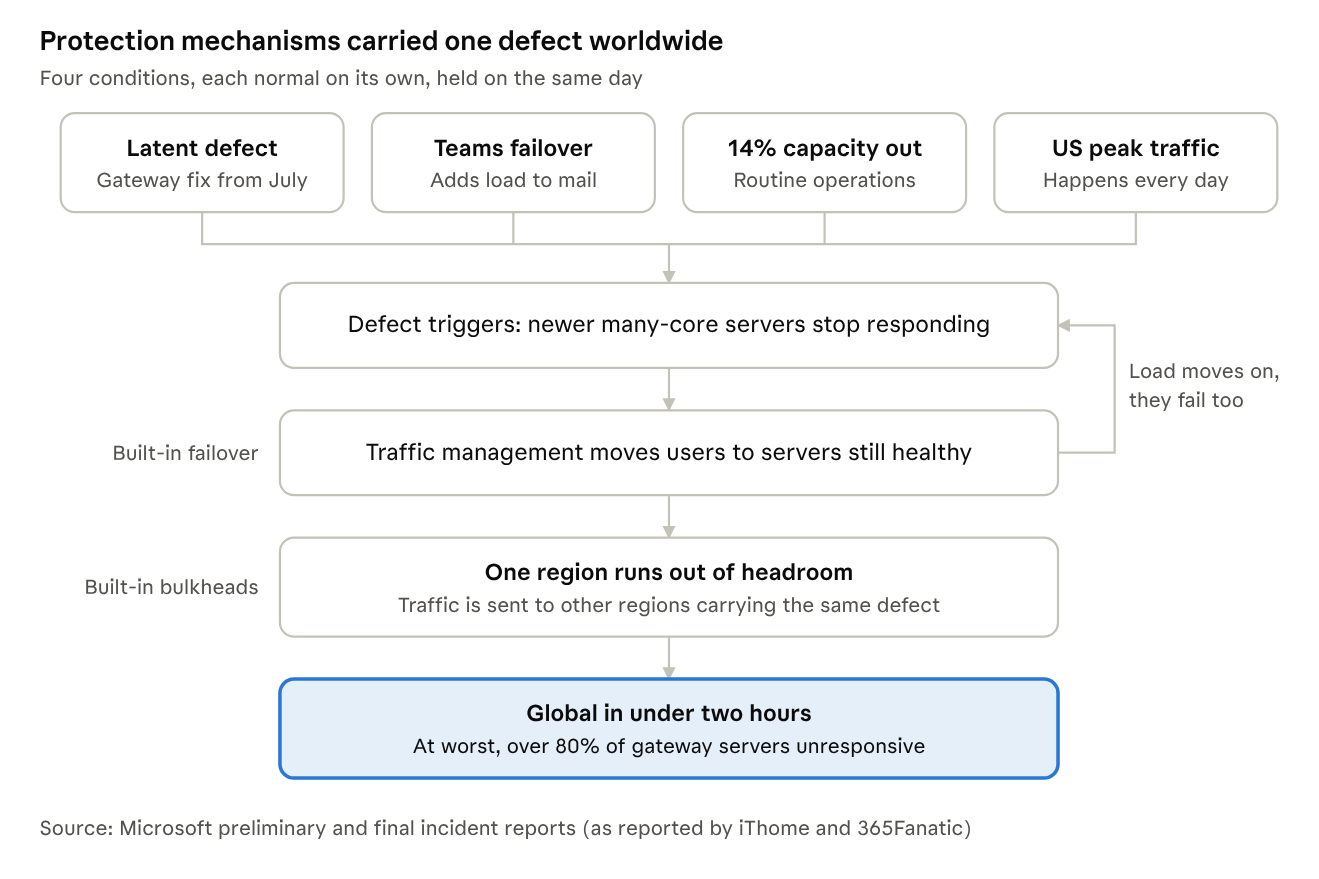 Protection mechanisms carried one defect worldwide
Four conditions, each normal on its own, held on the same day
Latent defect
Gateway fix from July
Teams failover
Adds load to mail
14% capacity out
Routine operations
US peak traffic
Happens every day
Defect triggers: newer many-core servers stop responding
Load moves on,
they fail too
Built-in failover
Traffic management moves users to servers still healthy
Built-in bulkheads
One region runs out of headroom
Traffic is sent to other regions carrying the same defect
Global in under two hours
At worst, over 80% of gateway servers unresponsive
Source: Microsoft preliminary and final incident reports (as reported by iThome and 365Fanatic)